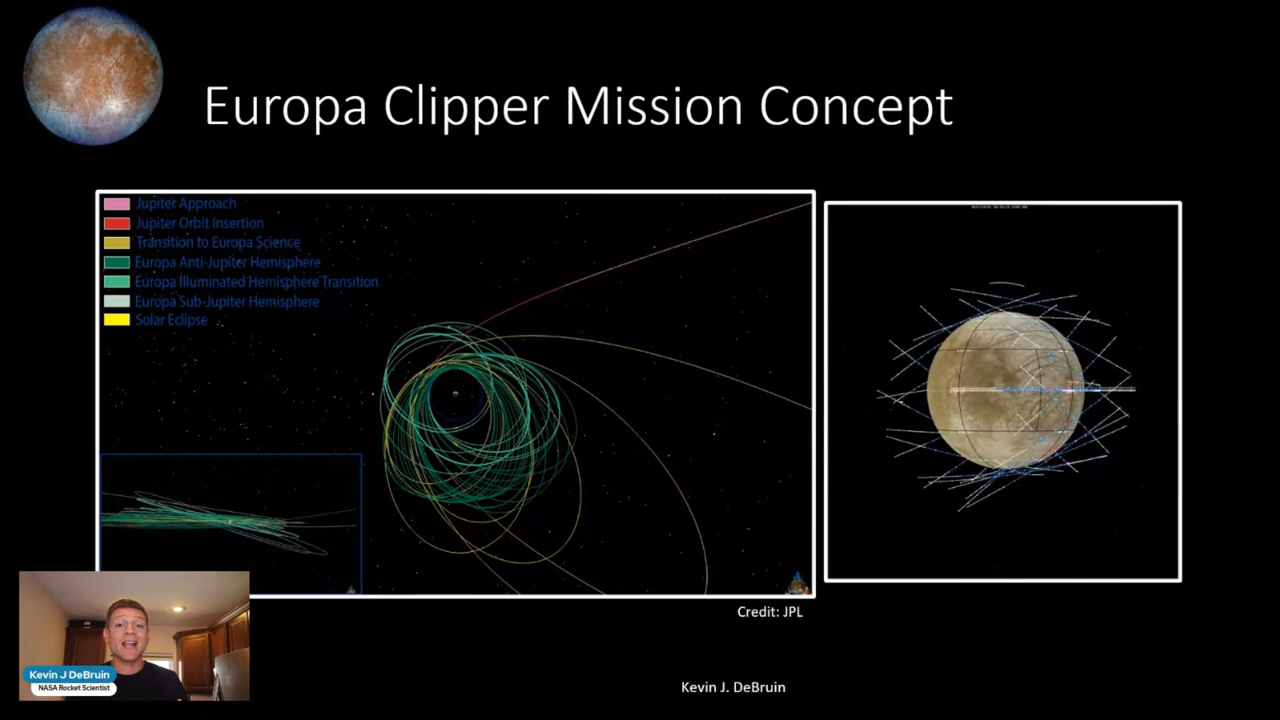 Europa Clipper Mission Concept
Jupiter Approach
Jupiter Orbit Insertion
Transition to Europa Science
Europa Anti-Jupiter Hemisphere
Europa Illuminated Hemisphere Transition
Europa Sub-Jupiter Hemisphere
Solar Eclipse
Credit: JPL
Kevin J DeBruin
NASA Rocket Scientist
Kevin J. DeBruin